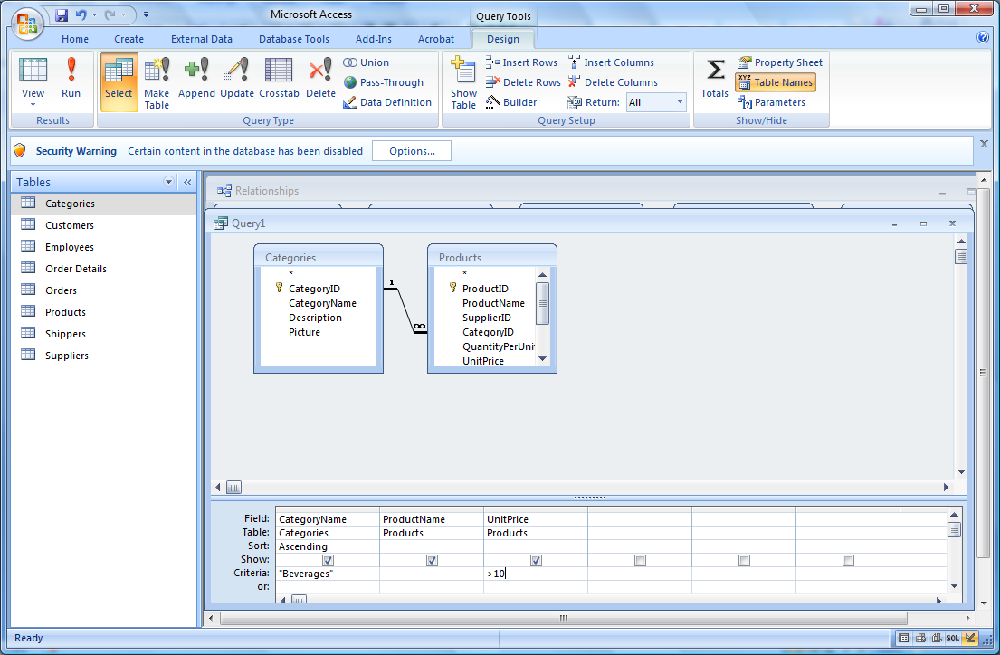 Microsoft Access
Query Tools
Home Create External Data Database Tools Add-Ins Acrobat Design
View Run Select Make Table Append Update Crosstab Delete
Union
Pass-Through
Data Definition
Show Table
Insert Rows
Delete Rows
Builder
Insert Columns
Delete Columns
Return: All
Totals
Property Sheet
XYZ Table Names
Parameters
Results Query Type Query Setup Show/Hide
Security Warning Certain content in the database has been disabled Options...
Tables
Categories
Customers
Employees
Order Details
Orders
Products
Shippers
Suppliers
Relationships
Query1
Categories
*
CategoryID
CategoryName
Description
Picture
1
∞
Products
*
ProductID
ProductName
SupplierID
CategoryID
QuantityPerUni
UnitPrice
Field: CategoryName ProductName UnitPrice
Table: Categories Products Products
Sort: Ascending
Show:
Criteria: "Beverages" >10
or:
Ready
SQL